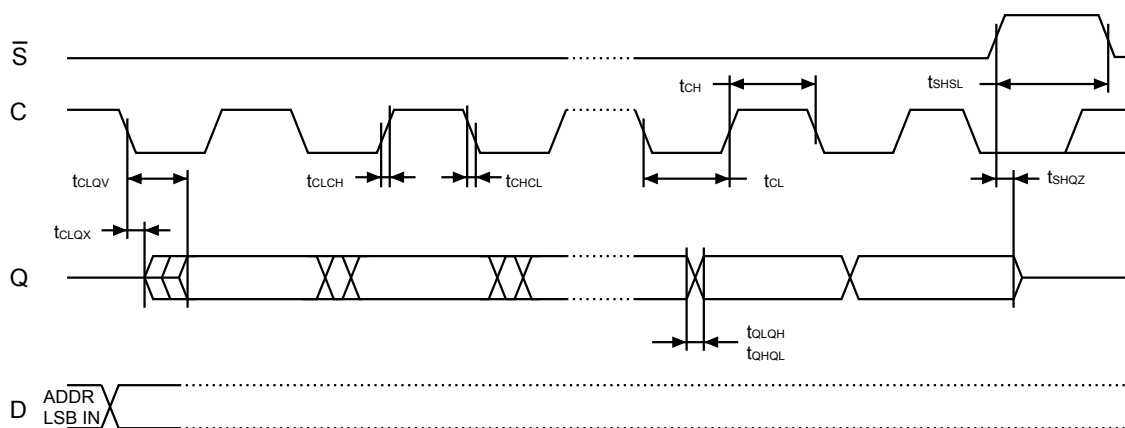 S
C
tCH
tSHSL
tCLQV
tCLCH
tCHCL
tCL
tSHQZ
tCLQX
Q
tQLQH
tQHQL
D
ADDR
LSB IN